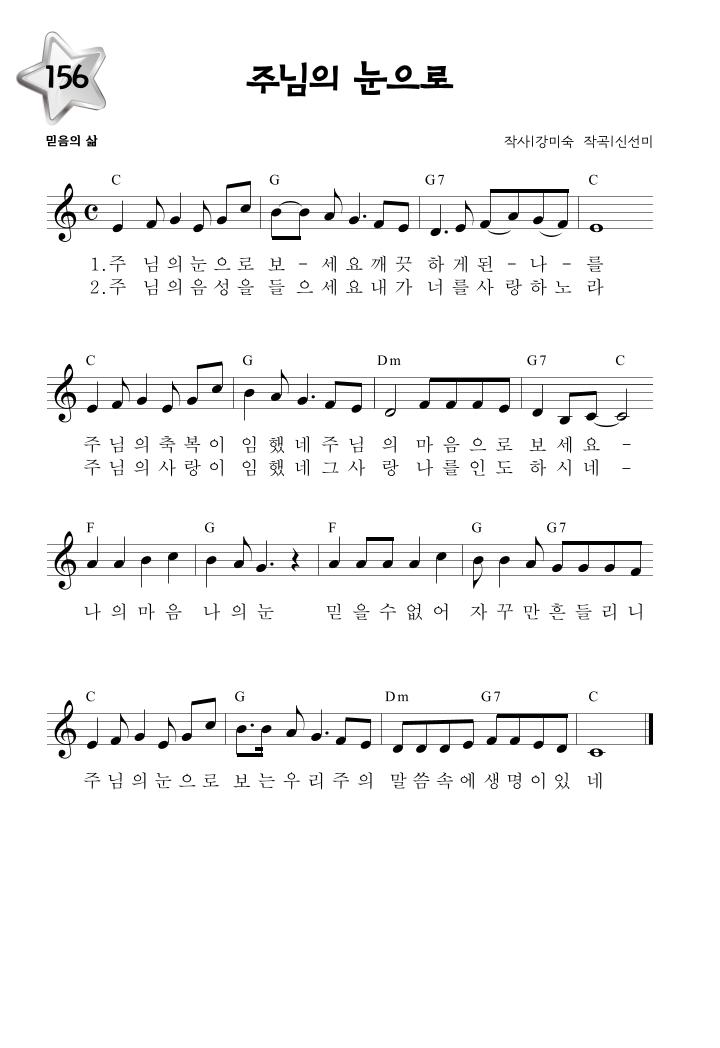 156
주님의 눈으로
믿음의 삶
작사|강미숙 작곡|신선미
C G G7 C
1.주 님의눈으로 보-세요깨끗 하게된-나-를
2.주 님의음성을 들으세요내가 너를사랑하노라
C G Dm G7 C
주님의축복이 임했네주님 의 마음으로 보세요-
주님의사랑이 임했네그사 랑 나를인도 하시네-
F G F G G7
나의마음 나의눈 믿을수없어 자꾸만흔들리니
C G Dm G7 C
주님의눈으로 보는우리주의 말씀속에생명이있 네